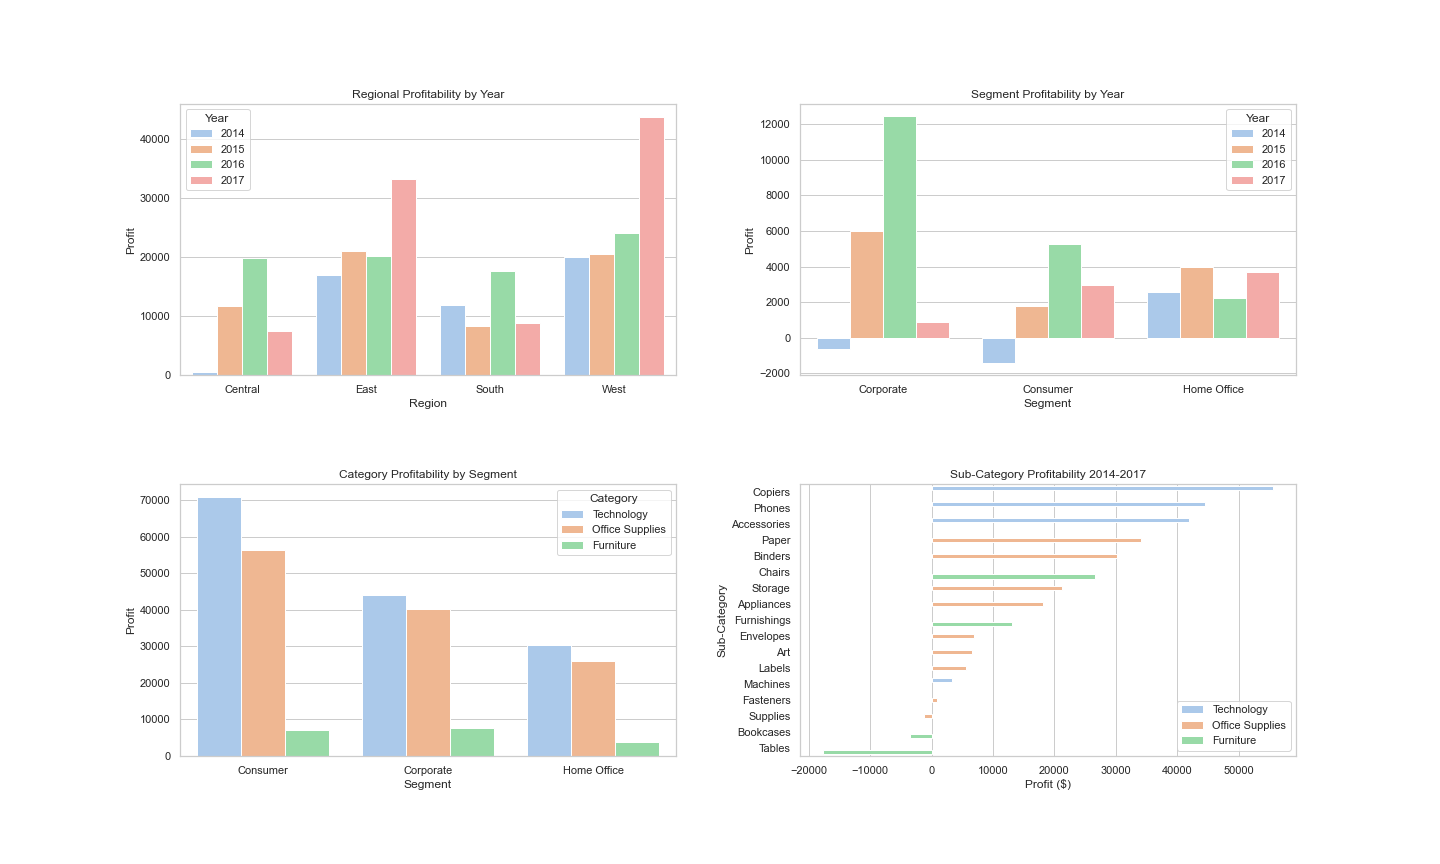 Regional Profitability by Year
Year
2014
2015
2016
2017
40000
30000
20000
10000
0
Profit
Central East South West
Region
Segment Profitability by Year
Year
2014
2015
2016
2017
12000
10000
8000
6000
4000
2000
0
−2000
Profit
Corporate Consumer Home Office
Segment
Category Profitability by Segment
Category
Technology
Office Supplies
Furniture
70000
60000
50000
40000
30000
20000
10000
0
Profit
Consumer Corporate Home Office
Segment
Sub-Category Profitability 2014-2017
Copiers
Phones
Accessories
Paper
Binders
Chairs
Storage
Appliances
Furnishings
Envelopes
Art
Labels
Machines
Fasteners
Supplies
Bookcases
Tables
Sub-Category
Technology
Office Supplies
Furniture
−20000 −10000 0 10000 20000 30000 40000 50000
Profit ($)